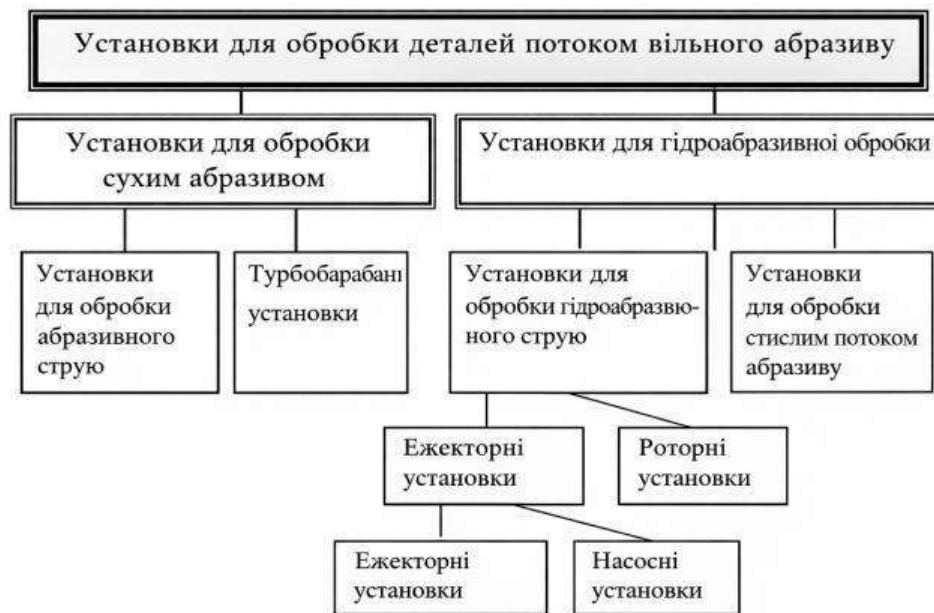 Установки для обробки деталей потоком вільного абразиву
Установки для обробки
сухим абразивом
Установки для гідроабразивної обробки
Установки
для обробки
абразивного
струю
Турбобарабані
установки
Установки для
обробки гідроабразвю-
ного струю
Установки
для обробки
стислим потоком
абразиву
Ежекторні
установки
Роторні
установки
Ежекторні
установки
Насосні
установки